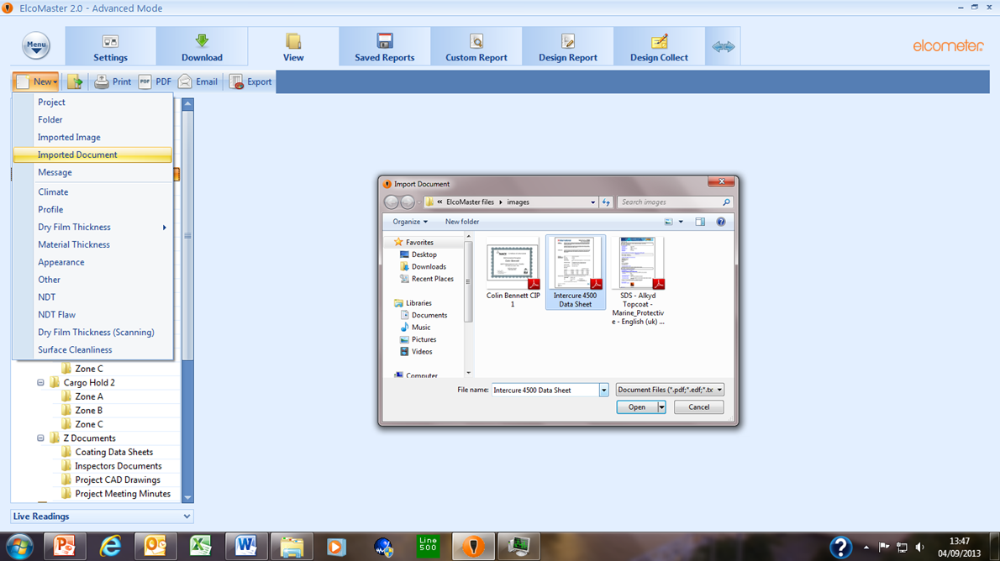 ElcoMaster 2.0 - Advanced Mode
Menu
Settings
Download
View
Saved Reports
Custom Report
Design Report
Design Collect
elcometer
New
Print
PDF
PDF
Email
Export
Project
Folder
Imported Image
Imported Document
Message
Climate
Profile
Dry Film Thickness
Material Thickness
Appearance
Other
NDT
NDT Flaw
Dry Film Thickness (Scanning)
Surface Cleanliness
Zone C
Cargo Hold 2
Zone A
Zone B
Zone C
Z Documents
Coating Data Sheets
Inspectors Documents
Project CAD Drawings
Project Meeting Minutes
Live Readings
Import Document
« ElcoMaster files
images
Search images
Organize
New folder
Favorites
Desktop
Downloads
Recent Places
Libraries
Documents
Music
Pictures
Videos
Computer
Colin Bennett CIP
1
Intercure 4500
Data Sheet
SDS - Alkyd
Topcoat -
Marine_Protectiv
e - English (uk) ...
File name:
Intercure 4500 Data Sheet
Document Files (*.pdf;*.edf;*.tx
Open
Cancel
Line
500
13:47
04/09/2013